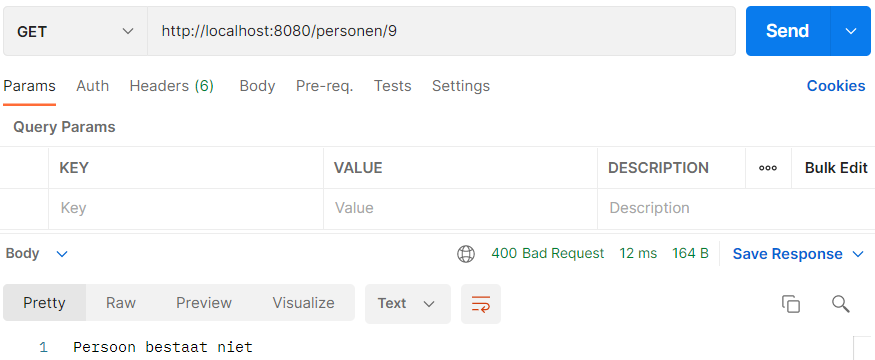 GET http://localhost:8080/personen/9 Send
Params Auth Headers (6) Body Pre-req. Tests Settings Cookies
Query Params
KEY VALUE DESCRIPTION ooo Bulk Edit
Key Value Description
Body 400 Bad Request 12 ms 164 B Save Response
Pretty Raw Preview Visualize Text
1 Persoon bestaat niet